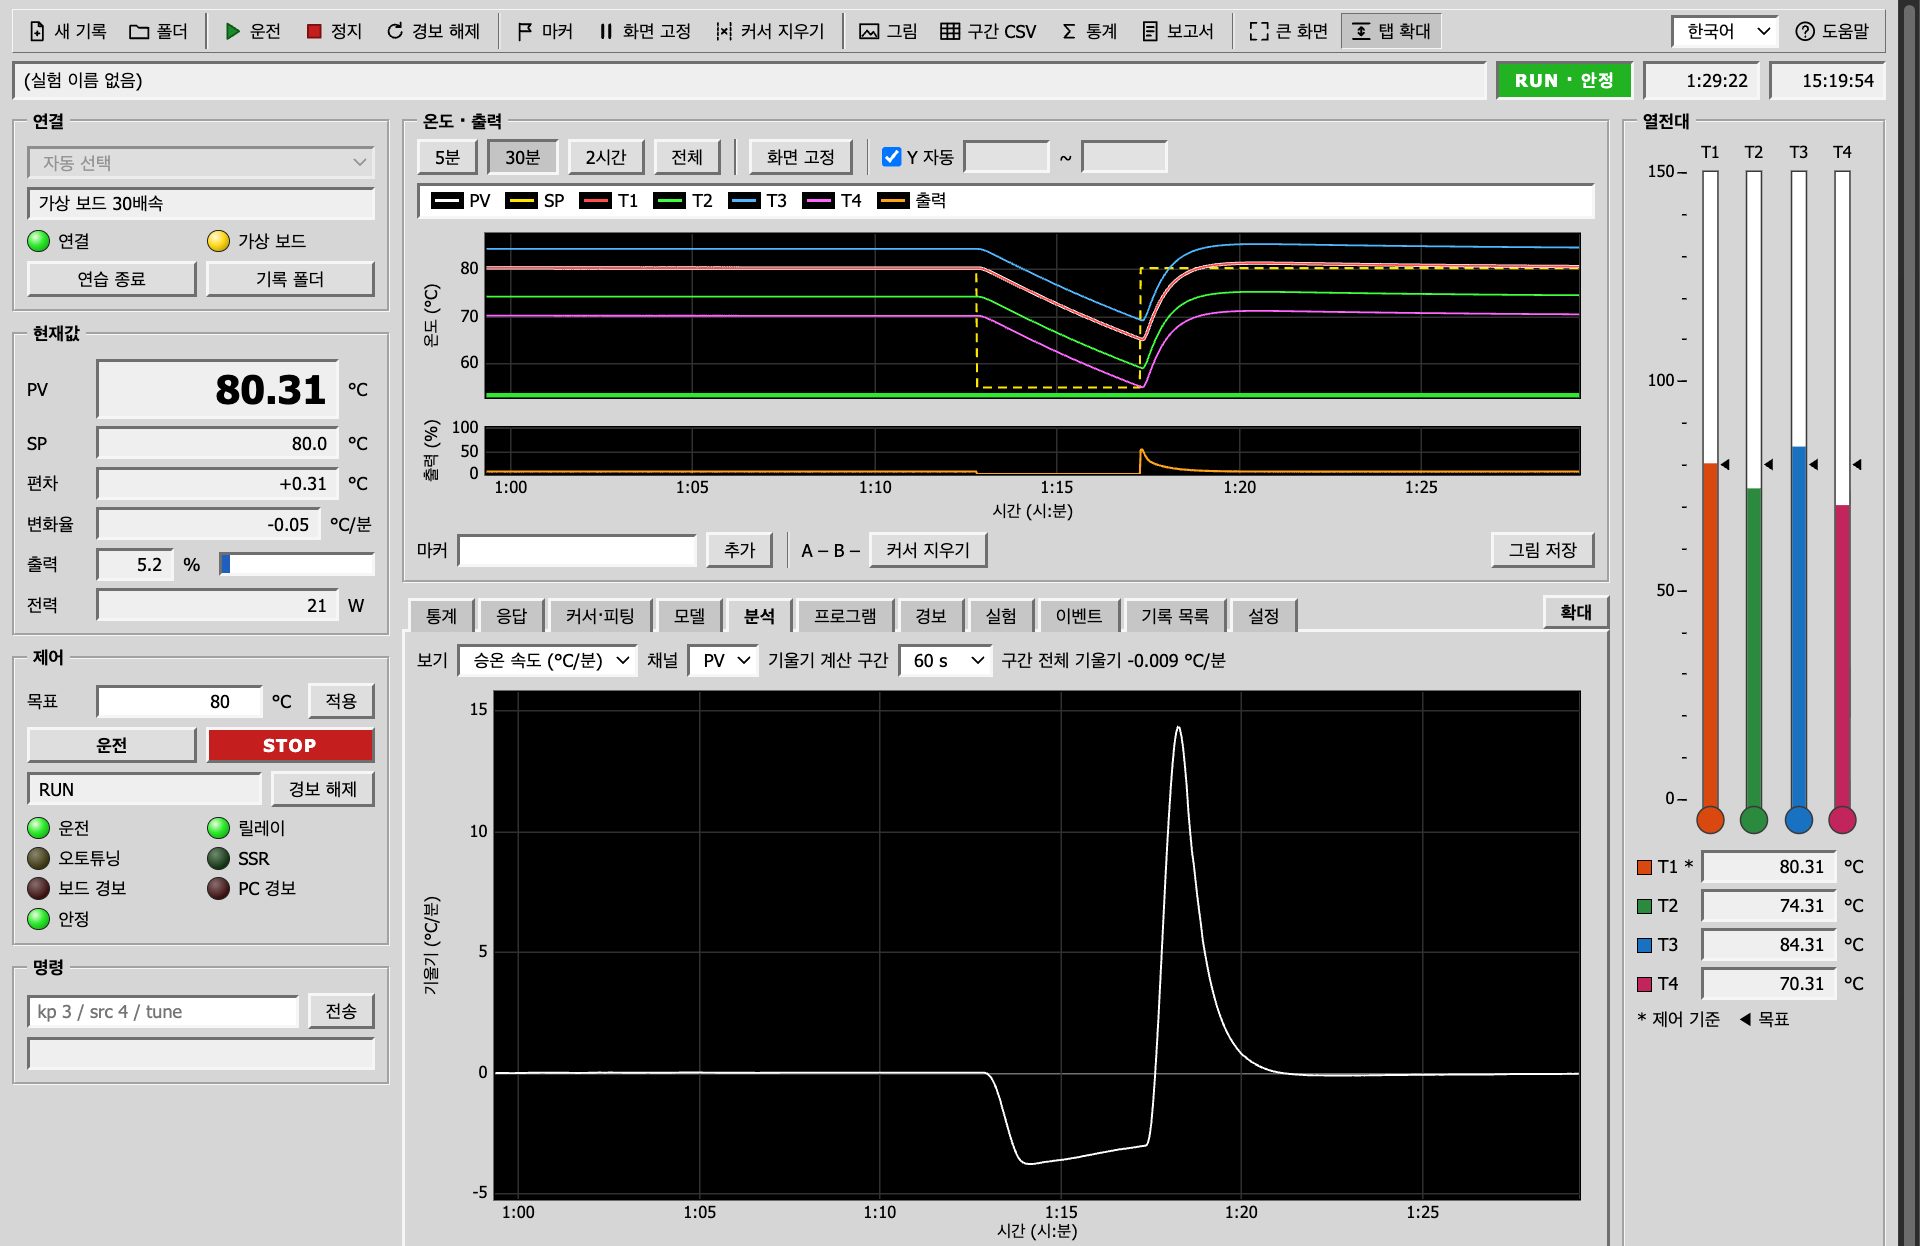 새 기록 폴더 운전 정지 경보 해제 마커 화면 고정 커서 지우기 그림 구간 CSV Σ 통계 보고서 큰 화면 탭 확대 한국어 도움말
(실험 이름 없음) RUN · 안정 1:29:22 15:19:54
연결
자동 선택
가상 보드 30배속
연결 가상 보드
연습 종료 기록 폴더
현재값
PV 80.31 °C
SP 80.0 °C
편차 +0.31 °C
변화율 -0.05 °C/분
출력 5.2 %
전력 21 W
제어
목표 80 °C 적용
운전 STOP
RUN 경보 해제
운전 릴레이
오토튜닝 SSR
보드 경보 PC 경보
안정
명령
kp 3 / src 4 / tune 전송
온도 · 출력
5분 30분 2시간 전체 화면 고정 Y 자동 ~
PV SP T1 T2 T3 T4 출력
온도 (°C)
80
70
60
출력 (%)
100
50
0
1:00 1:05 1:10 1:15 1:20 1:25
시간 (시:분)
마커 추가 A – B – 커서 지우기 그림 저장
통계 응답 커서·피팅 모델 분석 프로그램 경보 실험 이벤트 기록 목록 설정 확대
보기 승온 속도 (°C/분) 채널 PV 기울기 계산 구간 60 s 구간 전체 기울기 -0.009 °C/분
기울기 (°C/분)
15
10
5
0
-5
1:00 1:05 1:10 1:15 1:20 1:25
시간 (시:분)
열전대
T1 T2 T3 T4
150
100
50
0
T1 * 80.31 °C
T2 74.31 °C
T3 84.31 °C
T4 70.31 °C
* 제어 기준 ◀ 목표